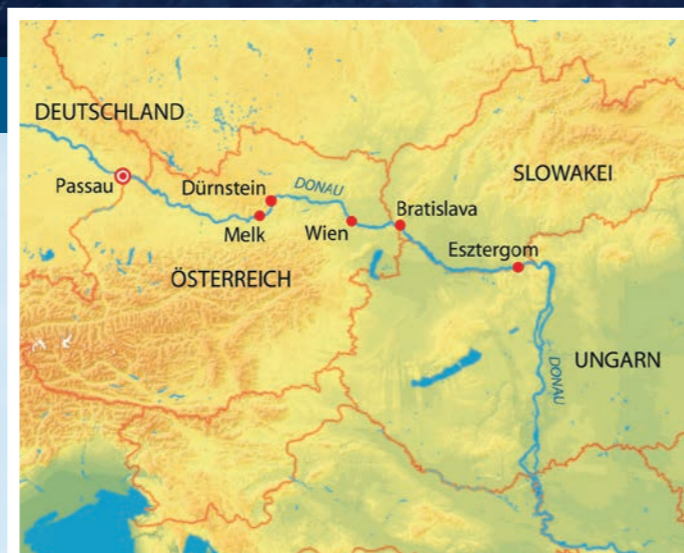 DEUTSCHLAND
Passau
Dürnstein
DONAU
SLOWAKEI
Melk
Wien
Bratislava
Esztergom
ÖSTERREICH
UNGARN
DONAU